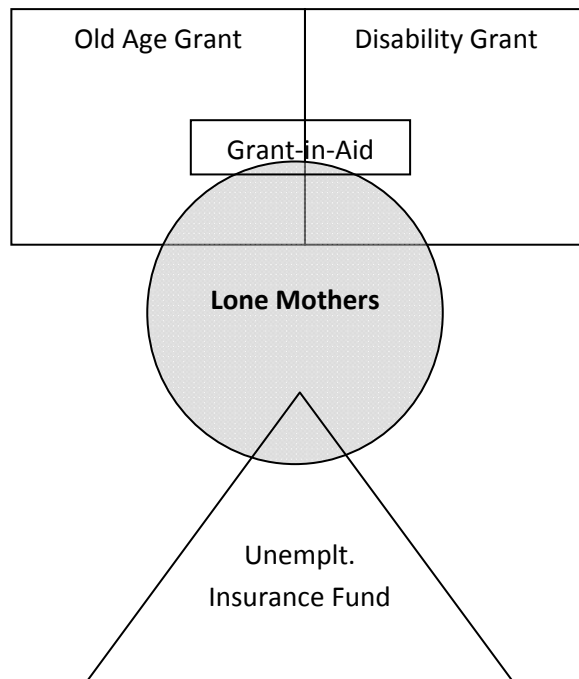 Old Age Grant
Disability Grant
Grant-in-Aid
Lone Mothers
Unemplt.
Insurance Fund